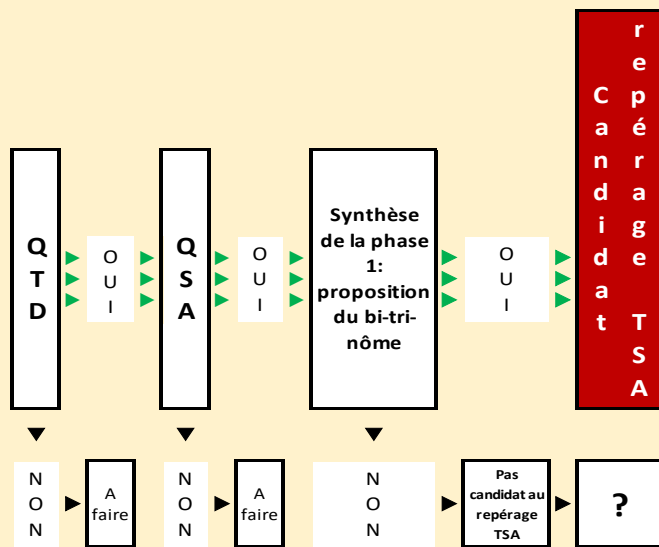 QTD
OUI
QSA
OUI
Synthèse
de la phase
1:
proposition
du bi-tri-
nôme
OUI
Candidat
repérage TSA
NON
A
faire
NON
A
faire
NON
Pas
candidat au
repérage
TSA
?